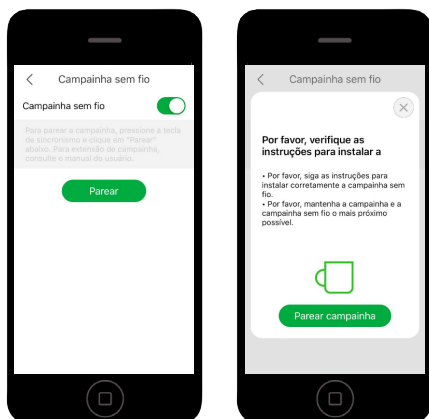 Campainha sem fio
Campainha sem fio
Para parear a campainha, pressione a tecla
de sincronismo e clique em "Parear"
abaixo. Para extensão de campainha,
consulte o manual do usuário.
Parear
Campainha sem fio
Por favor, verifique as
instruções para instalar a
• Por favor, siga as instruções para
instalar corretamente a campainha sem
fio.
• Por favor, mantenha a campainha e a
campainha sem fio o mais próximo
possível.
Parear campainha